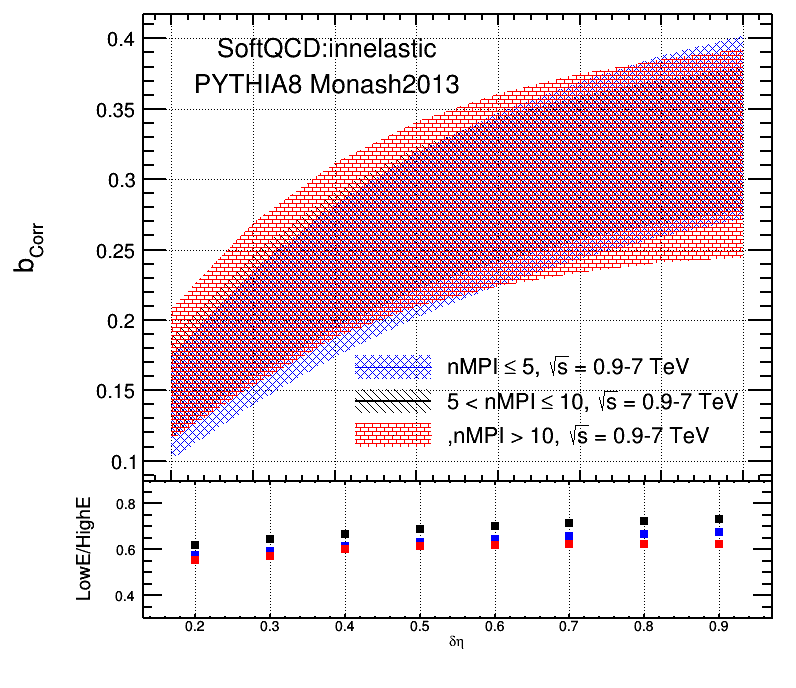 SoftQCD:innelastic
PYTHIA8 Monash2013
0.4
0.35
0.3
0.25
0.2
0.15
0.1
b_Corr
nMPI ≤ 5, √s = 0.9-7 TeV
5 < nMPI ≤ 10, √s = 0.9-7 TeV
,nMPI > 10, √s = 0.9-7 TeV
LowE/HighE
0.8
0.6
0.4
0.2 0.3 0.4 0.5 0.6 0.7 0.8 0.9
δη